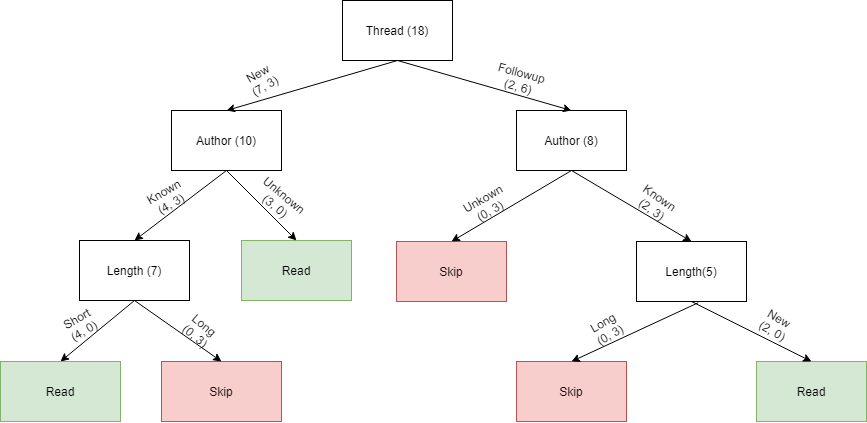 Thread (18)
New
(7, 3)
Followup
(2, 6)
Author (10)
Author (8)
Known
(4, 3)
Unknown
(3, 0)
Unkown
(0, 3)
Known
(2, 3)
Length (7)
Read
Skip
Length(5)
Short
(4, 0)
Long
(0, 3)
Long
(0, 3)
New
(2, 0)
Read
Skip
Skip
Read